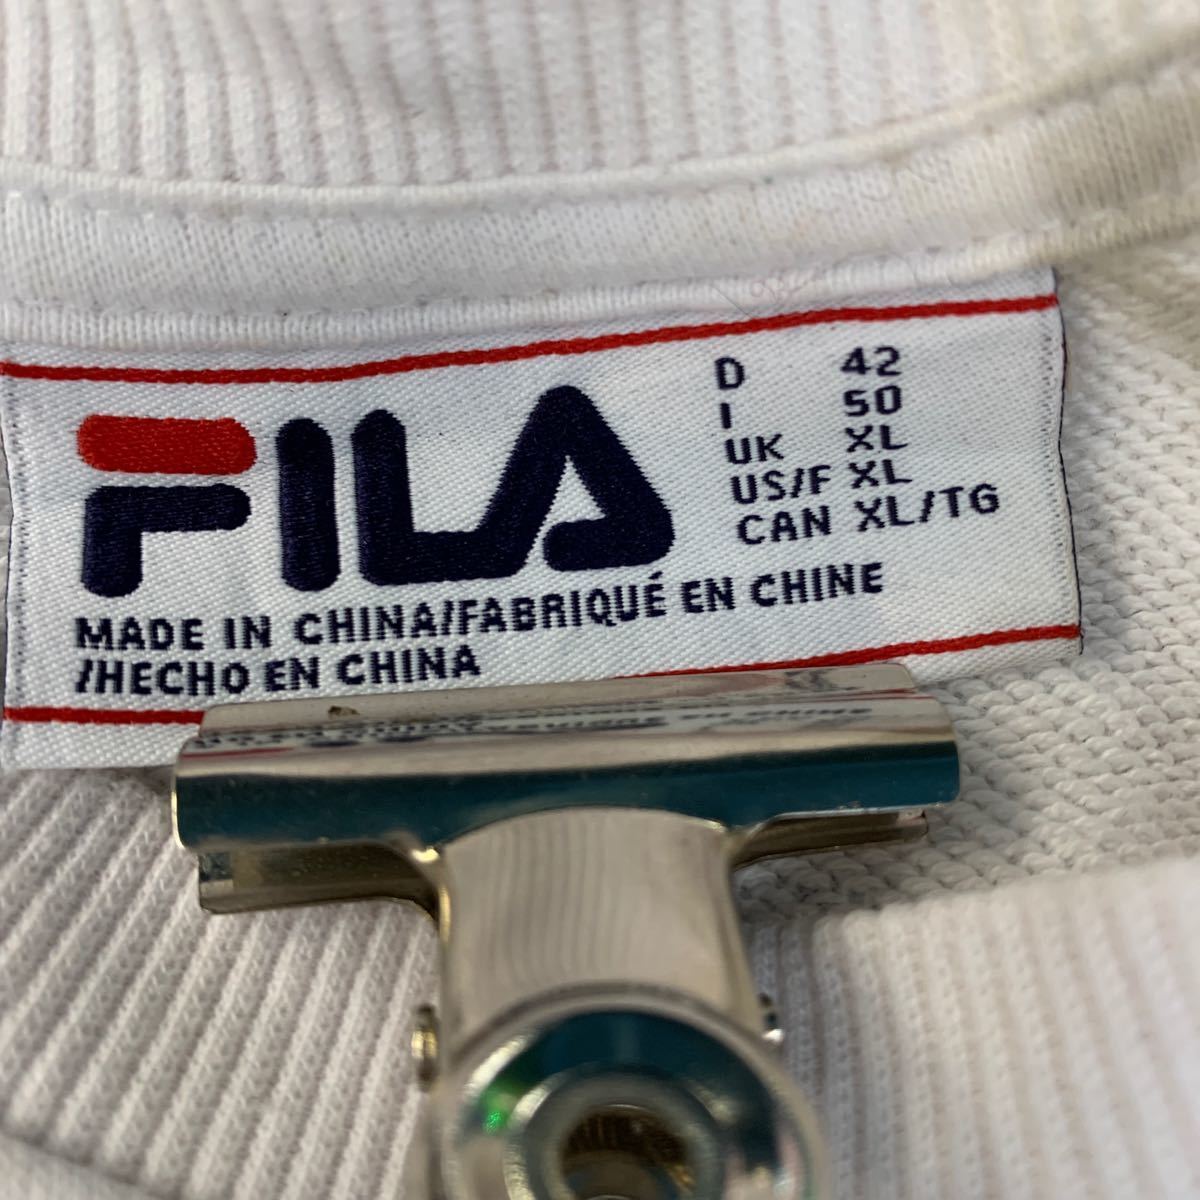 FILA
D 42
I 50
UK XL
US/F XL
CAN XL/TG
MADE IN CHINA/FABRIQUÉ EN CHINE
/HECHO EN CHINA